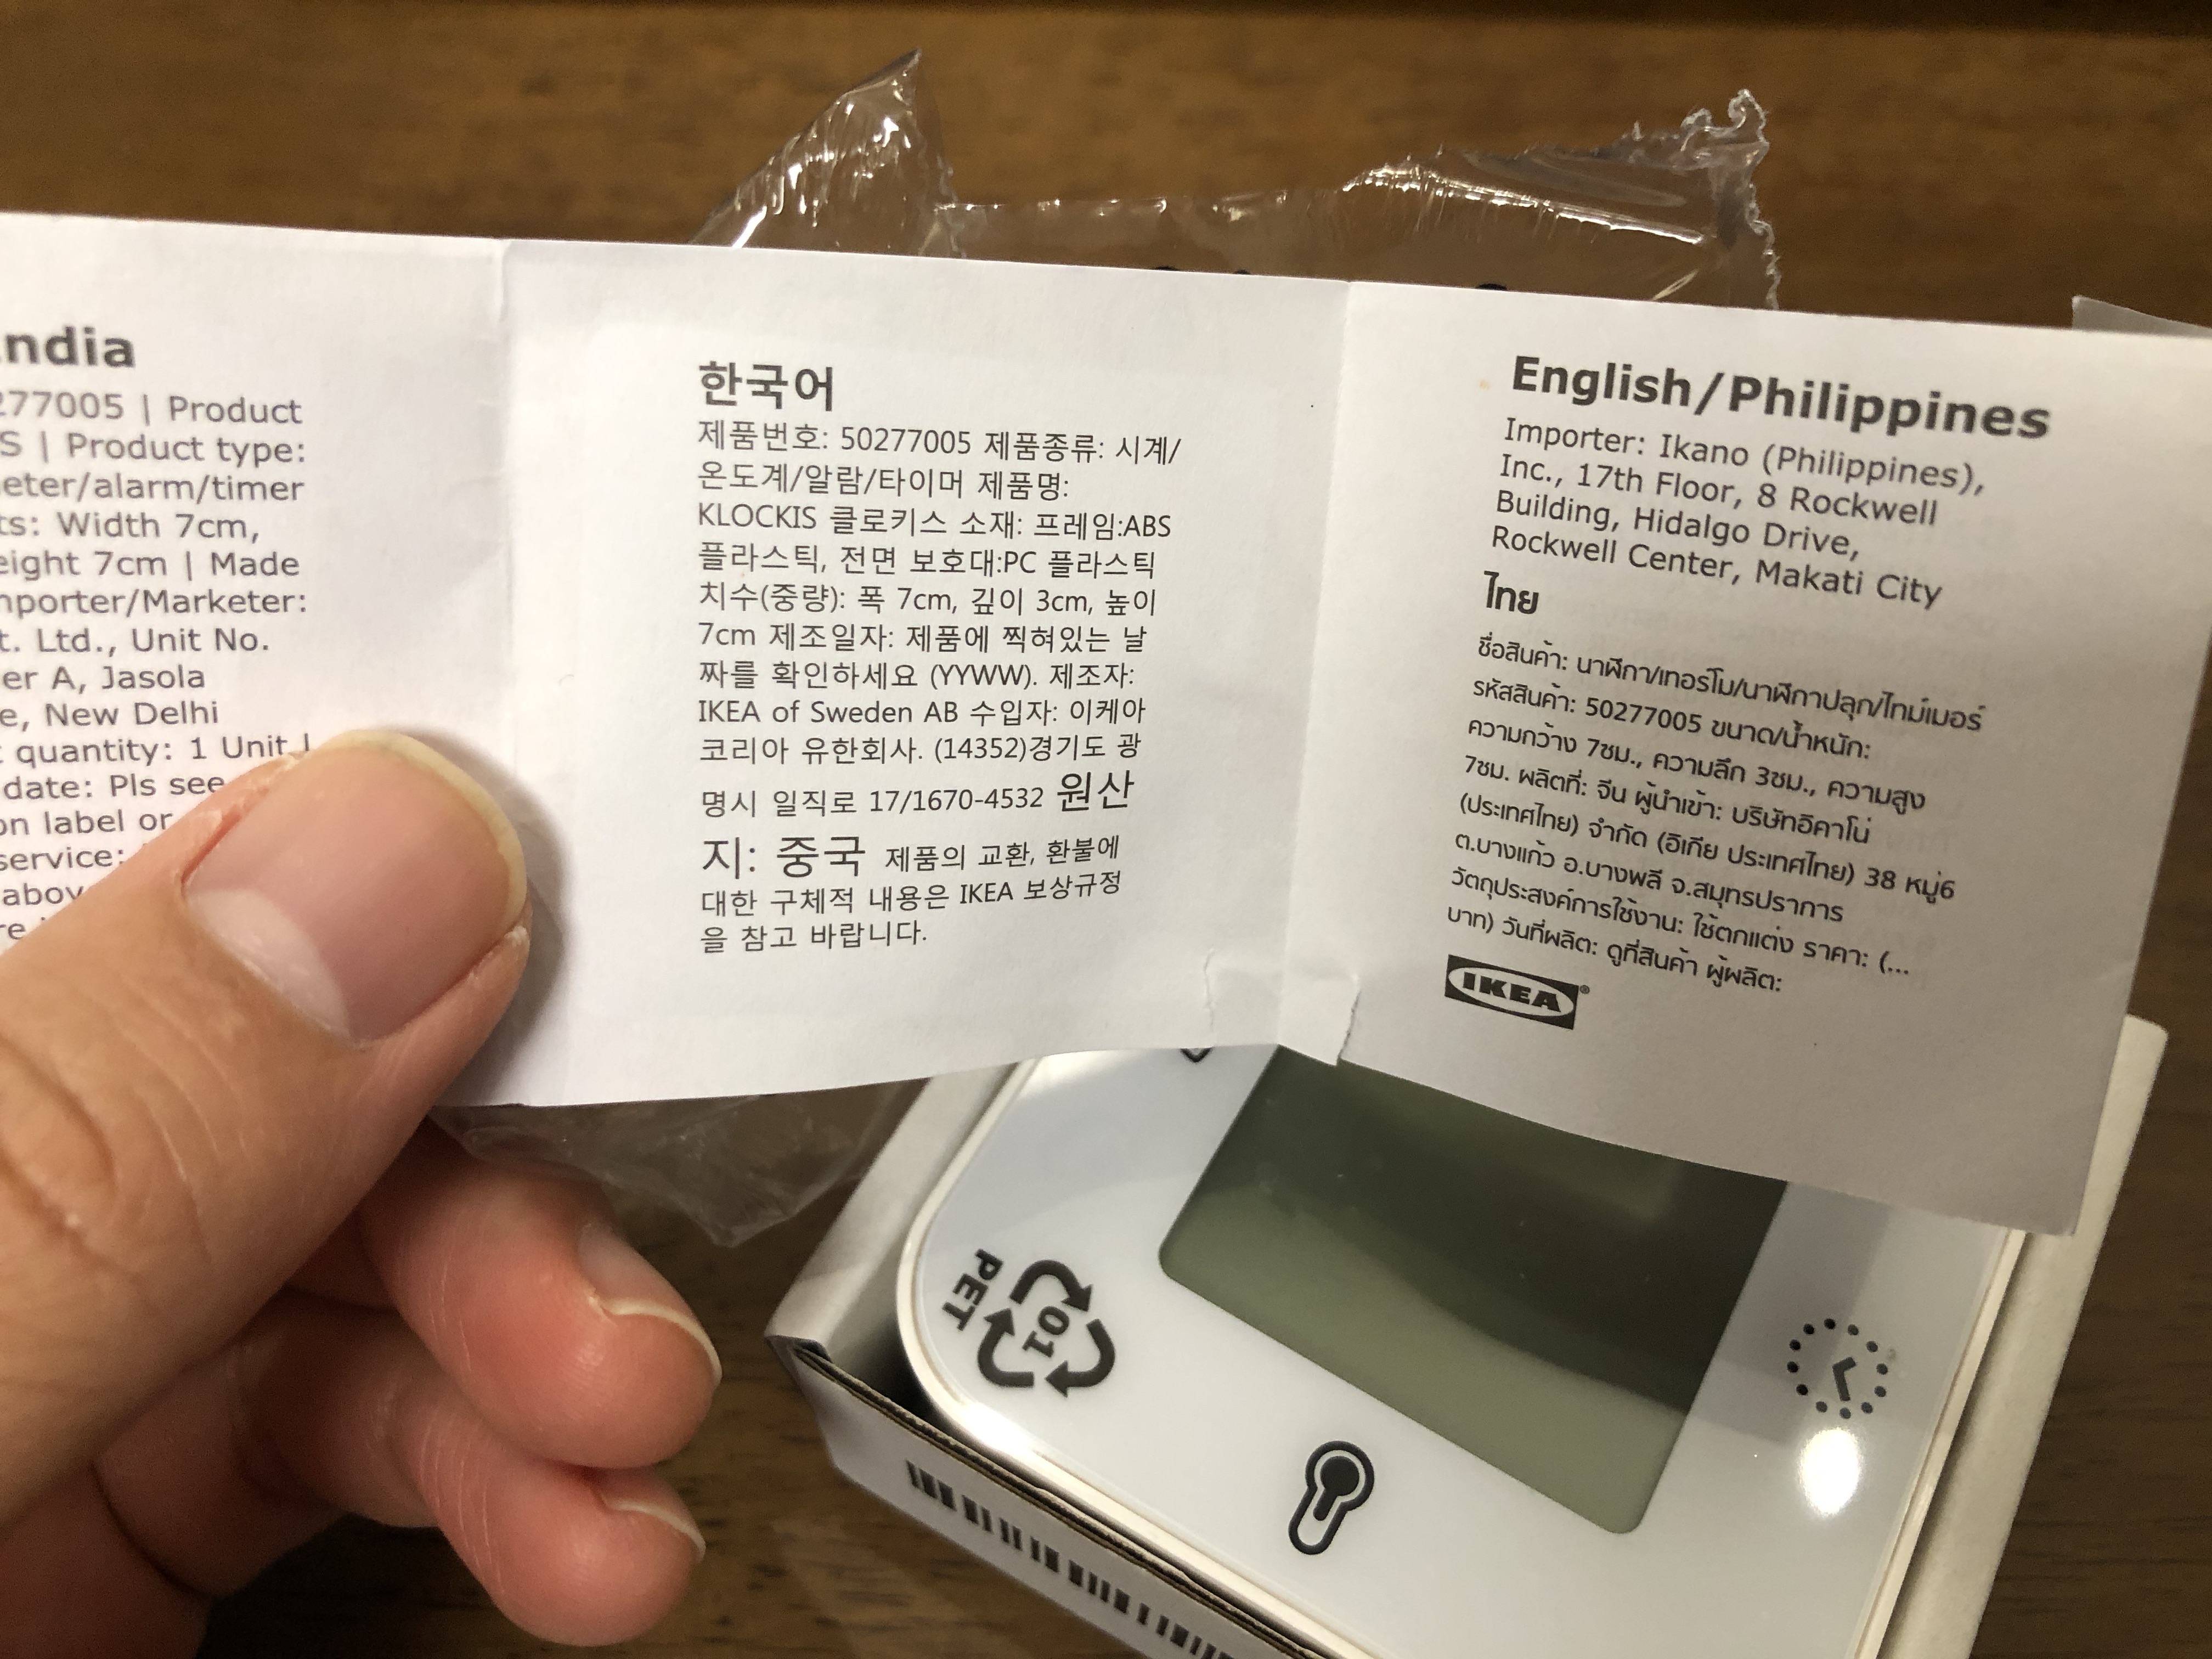 India
277005 | Product
S | Product type:
eter/alarm/timer
ts: Width 7cm,
eight 7cm | Made
mporter/Marketer:
t. Ltd., Unit No.
er A, Jasola
e, New Delhi
quantity: 1 Unit |
date: Pls see
on label or
service:
abov
re
한국어
제품번호: 50277005 제품종류: 시계/
온도계/알람/타이머 제품명:
KLOCKIS 클로키스 소재: 프레임:ABS
플라스틱, 전면 보호대:PC 플라스틱
치수(중량): 폭 7cm, 깊이 3cm, 높이
7cm 제조일자: 제품에 찍혀있는 날
짜를 확인하세요 (YYWW). 제조자:
IKEA of Sweden AB 수입자: 이케아
코리아 유한회사. (14352)경기도 광
명시 일직로 17/1670-4532 원산
지: 중국 제품의 교환, 환불에
대한 구체적 내용은 IKEA 보상규정
을 참고 바랍니다.
English/Philippines
Importer: Ikano (Philippines),
Inc., 17th Floor, 8 Rockwell
Building, Hidalgo Drive,
Rockwell Center, Makati City
ไทย
ชื่อสินค้า: นาฬิกา/เทอร์โม/นาฬิกาปลุก/ไทม์เมอร์
รหัสสินค้า: 50277005 ขนาด/น้ำหนัก:
ความกว้าง 7ซม., ความลึก 3ซม., ความสูง
7ซม. ผลิตที่: จีน ผู้นำเข้า: บริษัทอิคาโน่
(ประเทศไทย) จำกัด (อิเกีย ประเทศไทย) 38 หมู่6
ต.บางแก้ว อ.บางพลี จ.สมุทรปราการ
วัตถุประสงค์การใช้งาน: ใช้ตกแต่ง ราคา: (...
บาท) วันที่ผลิต: ดูที่สินค้า ผู้ผลิต:
IKEA®
PET
01